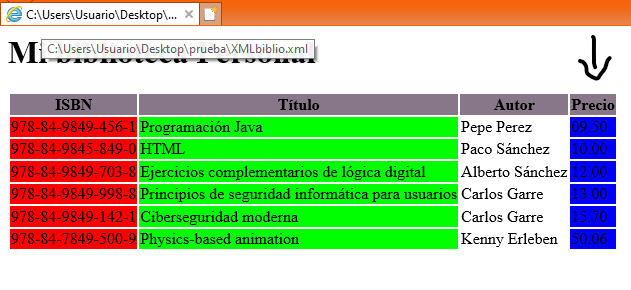 C:\Users\Usuario\Desktop\...
C:\Users\Usuario\Desktop\prueba\XMLbiblio.xml
Mi biblioteca Personal
ISBN Título Autor Precio
978-84-9849-456-1 Programación Java Pepe Perez 09.50
978-84-9845-849-0 HTML Paco Sánchez 10.00
978-84-9849-703-8 Ejercicios complementarios de lógica digital Alberto Sánchez 12.00
978-84-9849-998-8 Principios de seguridad informática para usuarios Carlos Garre 13.00
978-84-9849-142-1 Ciberseguridad moderna Carlos Garre 15.70
978-84-7849-500-9 Physics-based animation Kenny Erleben 50.06